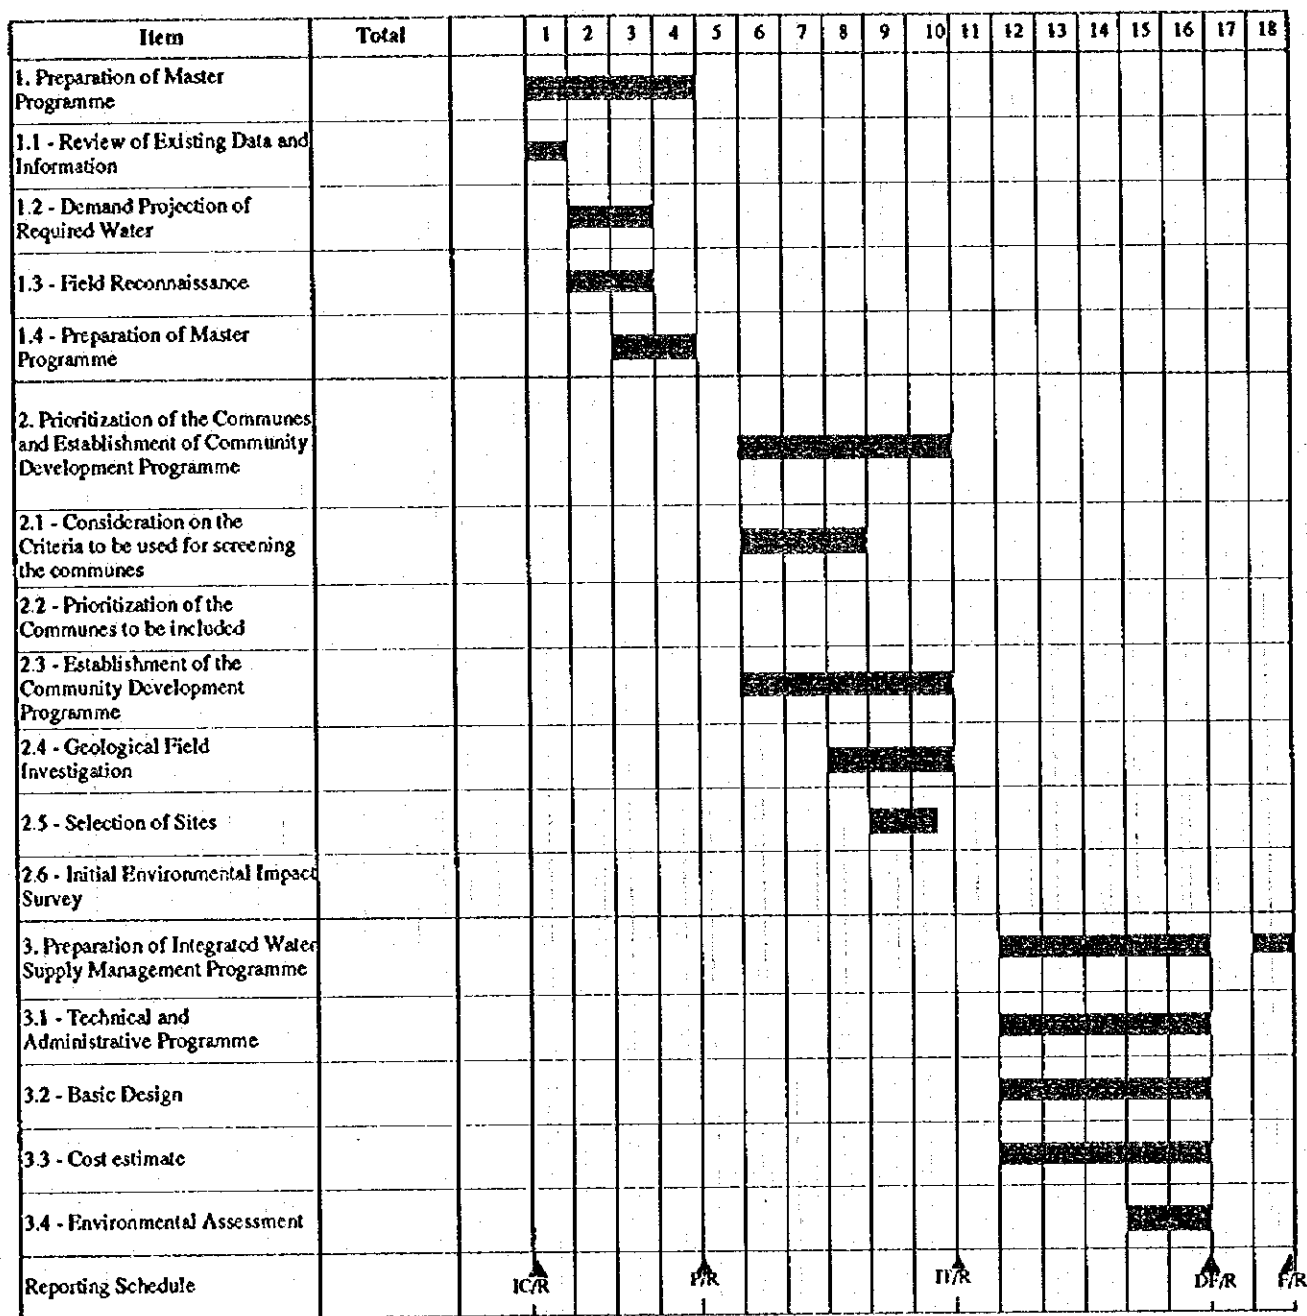 Item Total 1 2 3 4 5 6 7 8 9 10 11 12 13 14 15 16 17 18
1. Preparation of Master
Programme
1.1 - Review of Existing Data and
Information
1.2 - Demand Projection of
Required Water
1.3 - Field Reconnaissance
1.4 - Preparation of Master
Programme
2. Prioritization of the Communes
and Establishment of Community
Development Programme
2.1 - Consideration on the
Criteria to be used for screening
the communes
2.2 - Prioritization of the
Communes to be included
2.3 - Establishment of the
Community Development
Programme
2.4 - Geological Field
Investigation
2.5 - Selection of Sites
2.6 - Initial Environmental Impact
Survey
3. Preparation of Integrated Water
Supply Management Programme
3.1 - Technical and
Administrative Programme
3.2 - Basic Design
3.3 - Cost estimate
3.4 - Environmental Assessment
Reporting Schedule IC/R P/R DF/R F/R